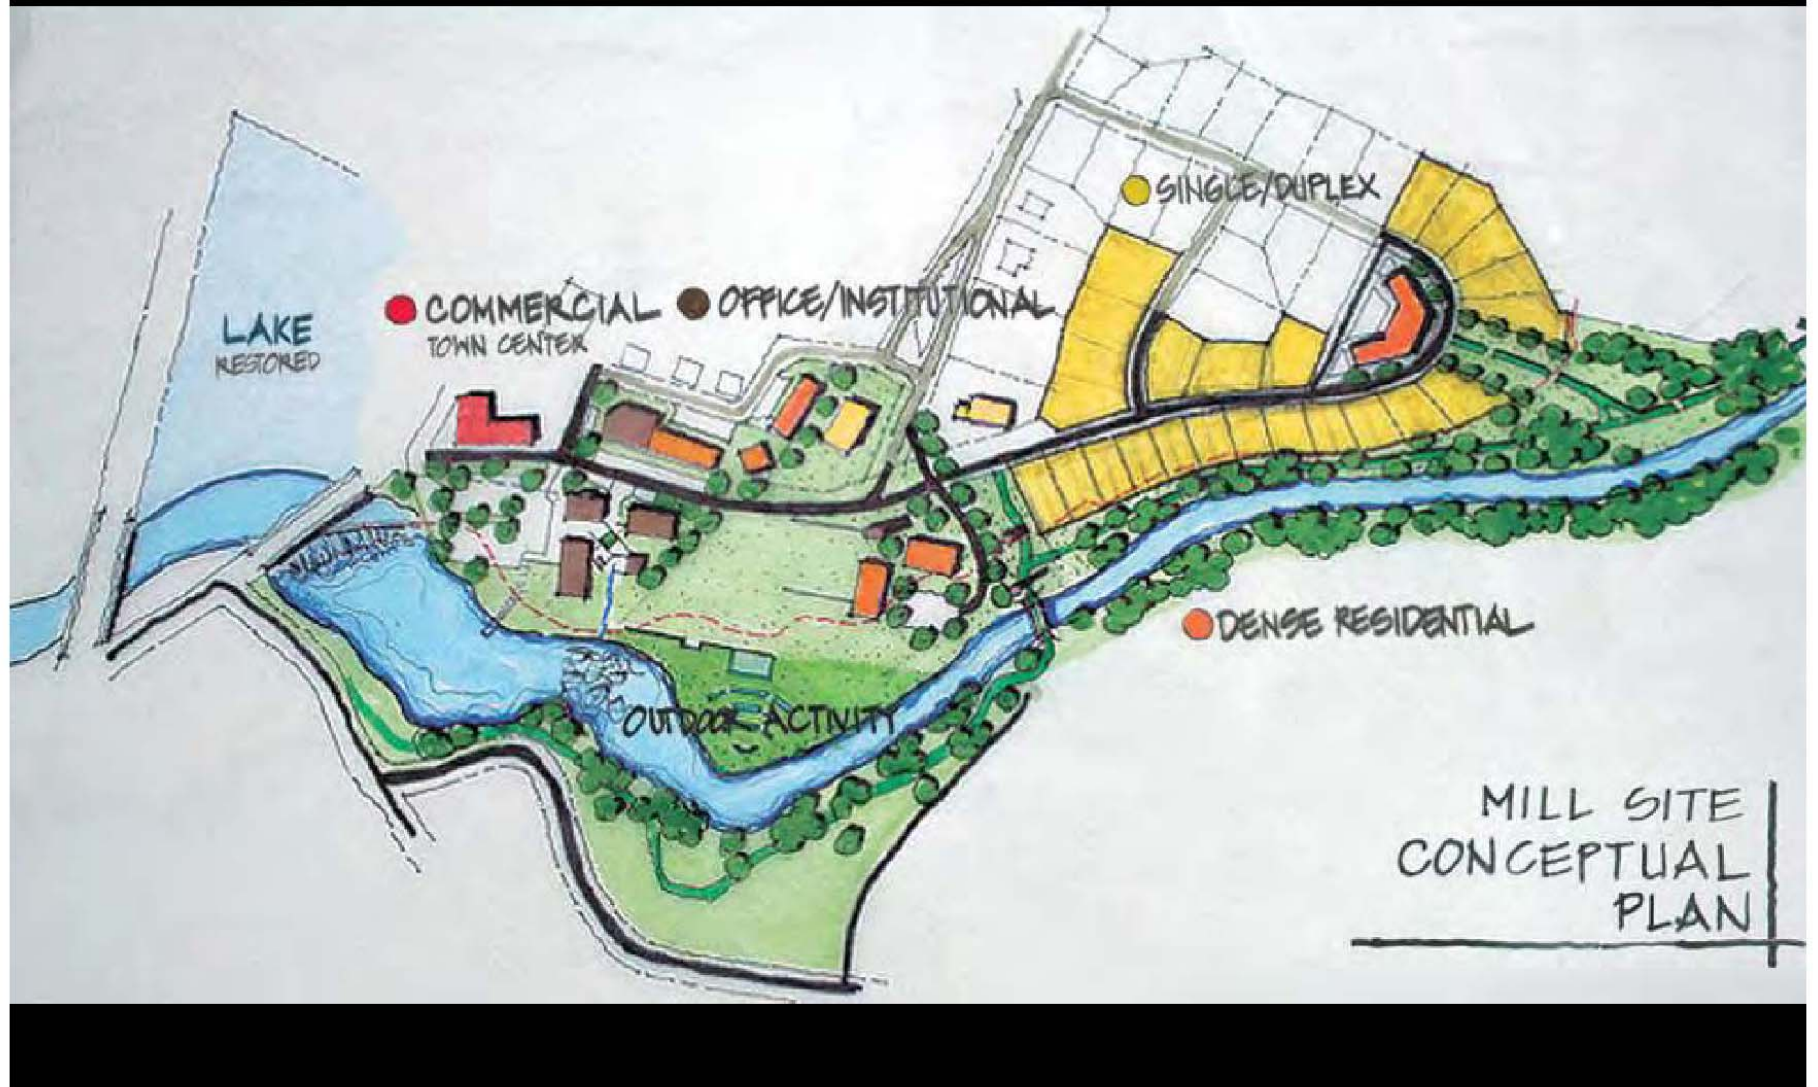 SINGLE/DUPLEX
COMMERCIAL
TOWN CENTER
OFFICE/INSTITUTIONAL
LAKE
RESTORED
DENSE RESIDENTIAL
OUTDOOR ACTIVITY
MILL SITE
CONCEPTUAL
PLAN